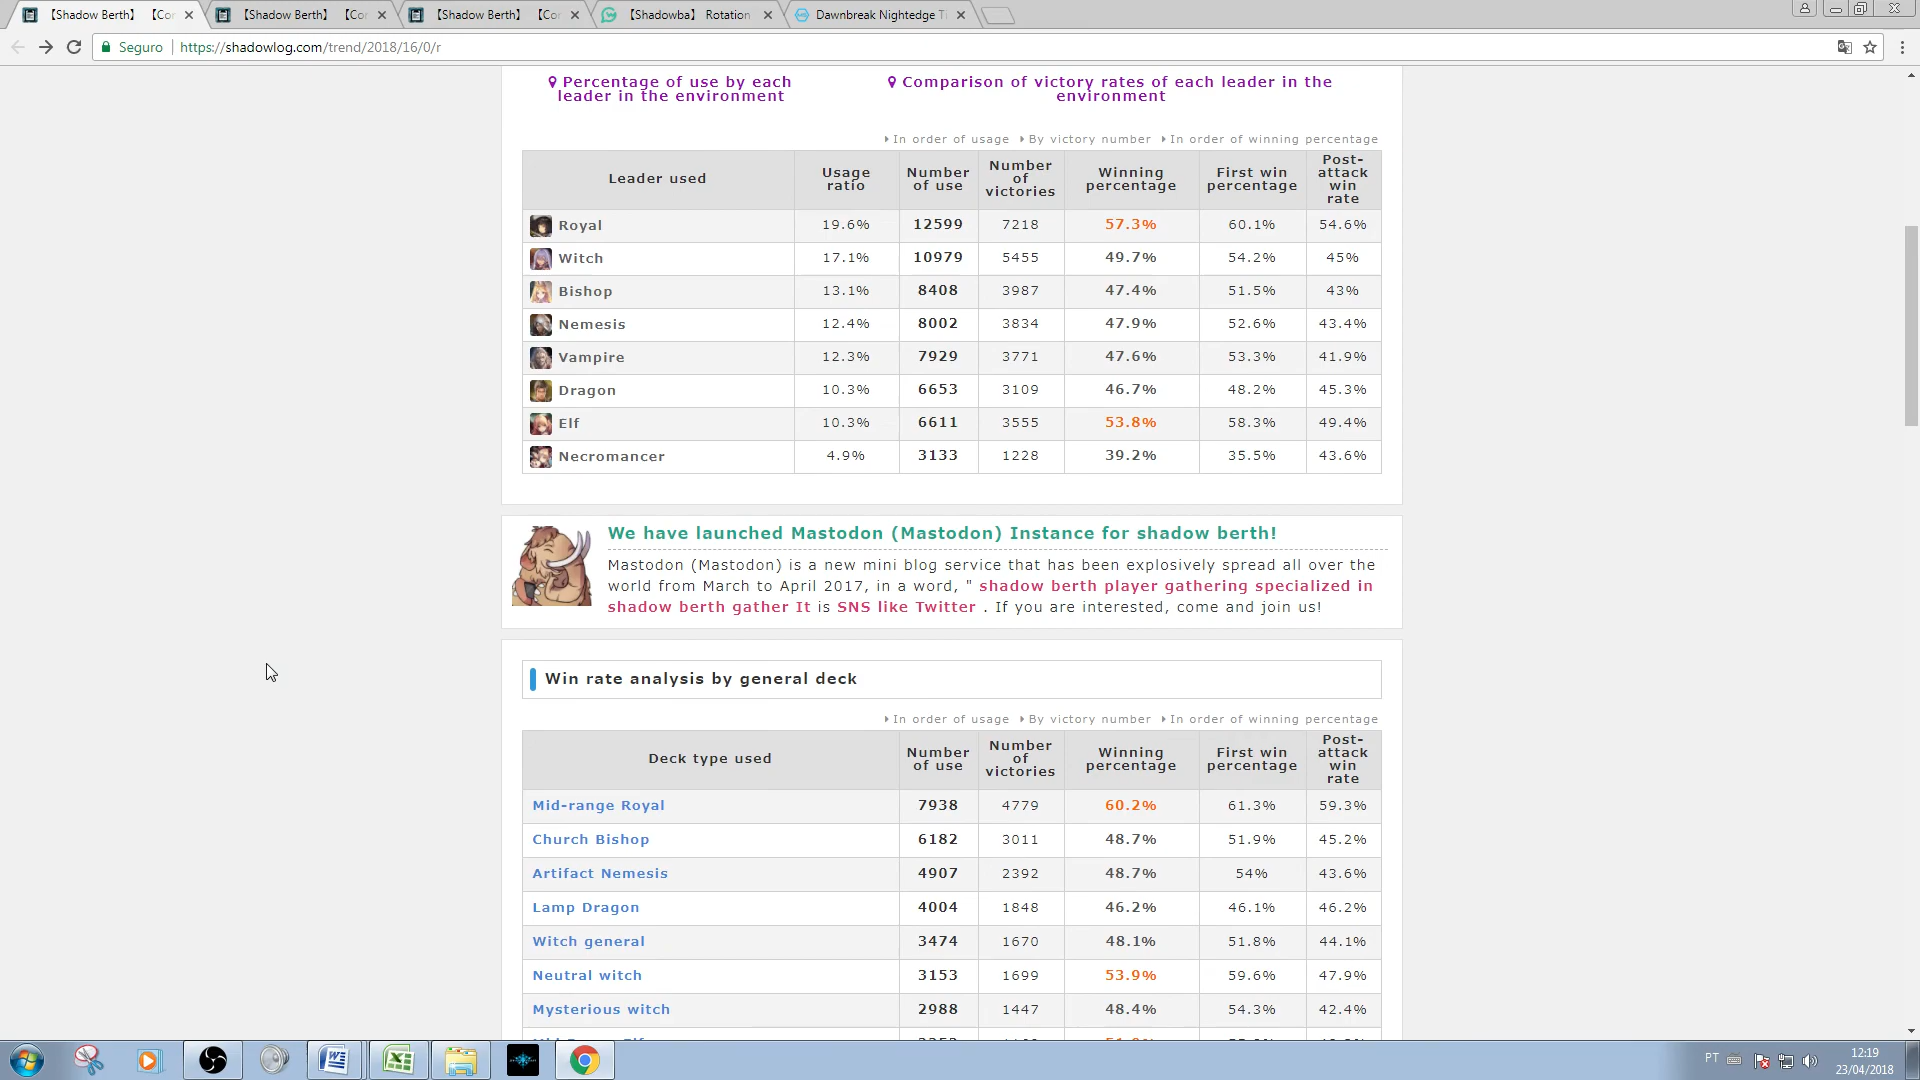 【Shadow Berth】 【Cor
【Shadow Berth】 【Cor
【Shadow Berth】 【Cor
【Shadowba】 Rotation
Dawnbreak Nightedge Ti
Seguro https://shadowlog.com/trend/2018/16/0/r
Percentage of use by each
leader in the environment
Comparison of victory rates of each leader in the
environment
In order of usage By victory number In order of winning percentage
Leader used Usage ratio Number of use Number of victories Winning percentage First win percentage Post-attack win rate
Royal 19.6% 12599 7218 57.3% 60.1% 54.6%
Witch 17.1% 10979 5455 49.7% 54.2% 45%
Bishop 13.1% 8408 3987 47.4% 51.5% 43%
Nemesis 12.4% 8002 3834 47.9% 52.6% 43.4%
Vampire 12.3% 7929 3771 47.6% 53.3% 41.9%
Dragon 10.3% 6653 3109 46.7% 48.2% 45.3%
Elf 10.3% 6611 3555 53.8% 58.3% 49.4%
Necromancer 4.9% 3133 1228 39.2% 35.5% 43.6%
We have launched Mastodon (Mastodon) Instance for shadow berth!
Mastodon (Mastodon) is a new mini blog service that has been explosively spread all over the
world from March to April 2017, in a word, " shadow berth player gathering specialized in
shadow berth gather It is SNS like Twitter . If you are interested, come and join us!
Win rate analysis by general deck
In order of usage By victory number In order of winning percentage
Deck type used Number of use Number of victories Winning percentage First win percentage Post-attack win rate
Mid-range Royal 7938 4779 60.2% 61.3% 59.3%
Church Bishop 6182 3011 48.7% 51.9% 45.2%
Artifact Nemesis 4907 2392 48.7% 54% 43.6%
Lamp Dragon 4004 1848 46.2% 46.1% 46.2%
Witch general 3474 1670 48.1% 51.8% 44.1%
Neutral witch 3153 1699 53.9% 59.6% 47.9%
Mysterious witch 2988 1447 48.4% 54.3% 42.4%
PT
12:19
23/04/2018